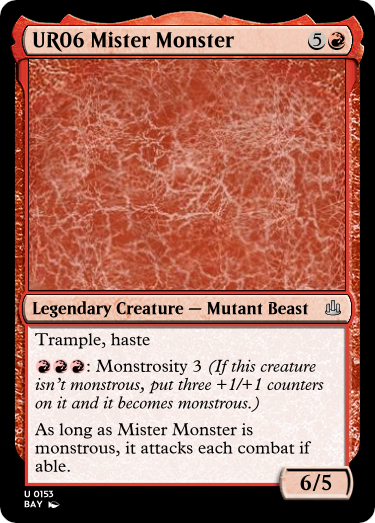 UR06 Mister Monster 5
Legendary Creature — Mutant Beast
Trample, haste
: Monstrosity 3 (If this creature
isn't monstrous, put three +1/+1 counters
on it and it becomes monstrous.)
As long as Mister Monster is
monstrous, it attacks each combat if
able.
6/5
U 0153
BAY